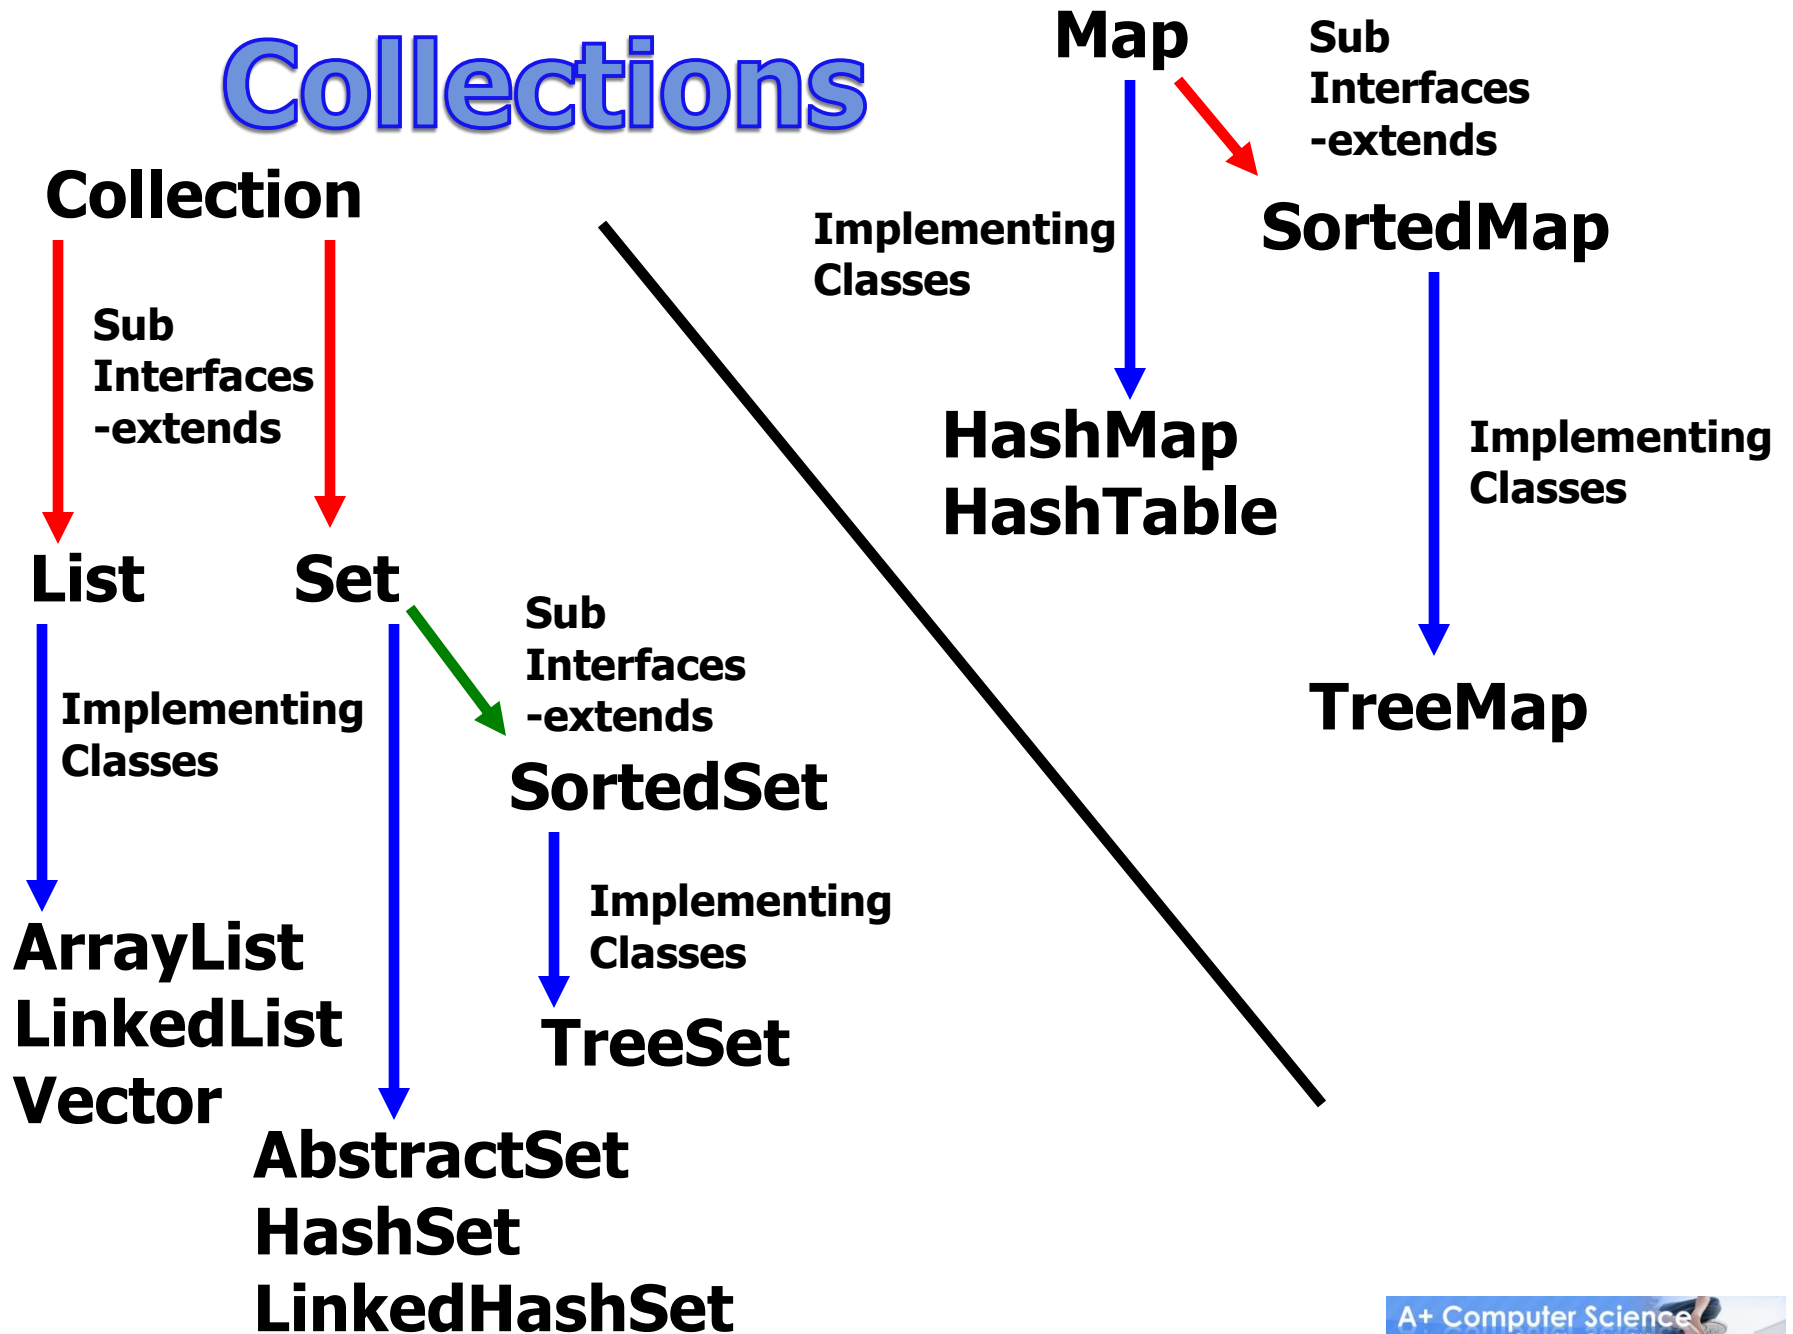 Collections
Collection
Sub
Interfaces
-extends
List
Set
Implementing
Classes
ArrayList
LinkedList
Vector
Sub
Interfaces
-extends
SortedSet
Implementing
Classes
TreeSet
AbstractSet
HashSet
LinkedHashSet
Map
Sub
Interfaces
-extends
SortedMap
Implementing
Classes
HashMap
HashTable
Implementing
Classes
TreeMap
A+ Computer Science